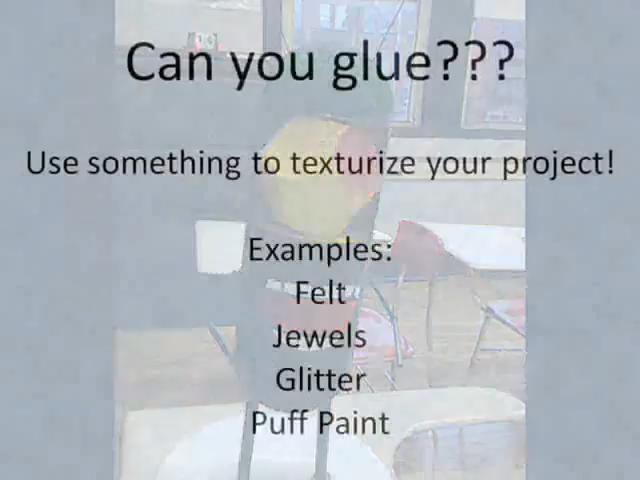 Can you glue???
Use something to texturize your project!
Examples:
Felt
Jewels
Glitter
Puff Paint